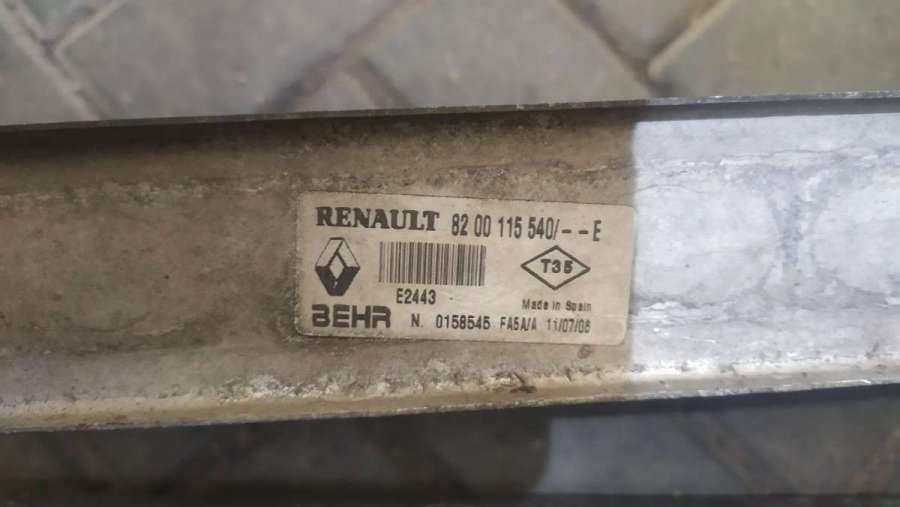 RENAULT 82 00 115 540/--E
T35
E2443
Made in Spain
BEHR N. 0158545 FA5A/A 11/07/06